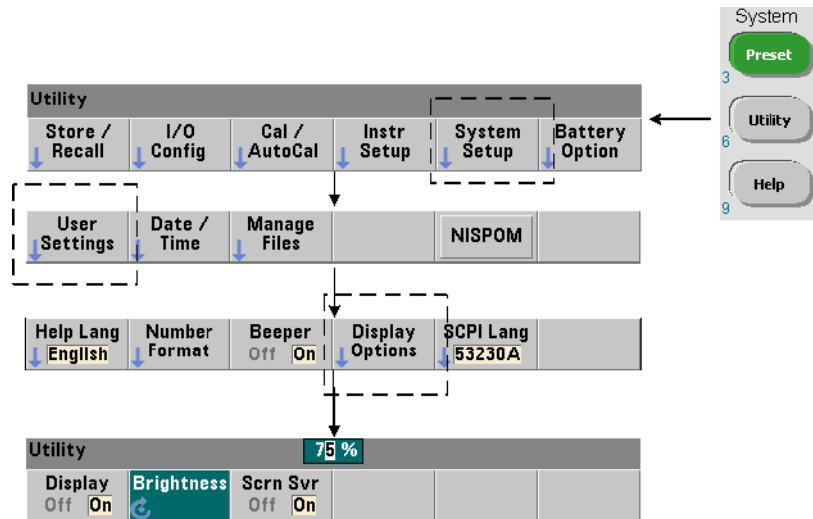 System
Preset
3
Utility
6
Help
9
Utility
Store / Recall
I/O Config
Cal / AutoCal
Instr Setup
System Setup
Battery Option
User Settings
Date / Time
Manage Files
NISPOM
Help Lang
English
Number Format
Beeper
Off On
Display Options
SCPI Lang
53230A
Utility
75 %
Display
Off On
Brightness
Scrn Svr
Off On